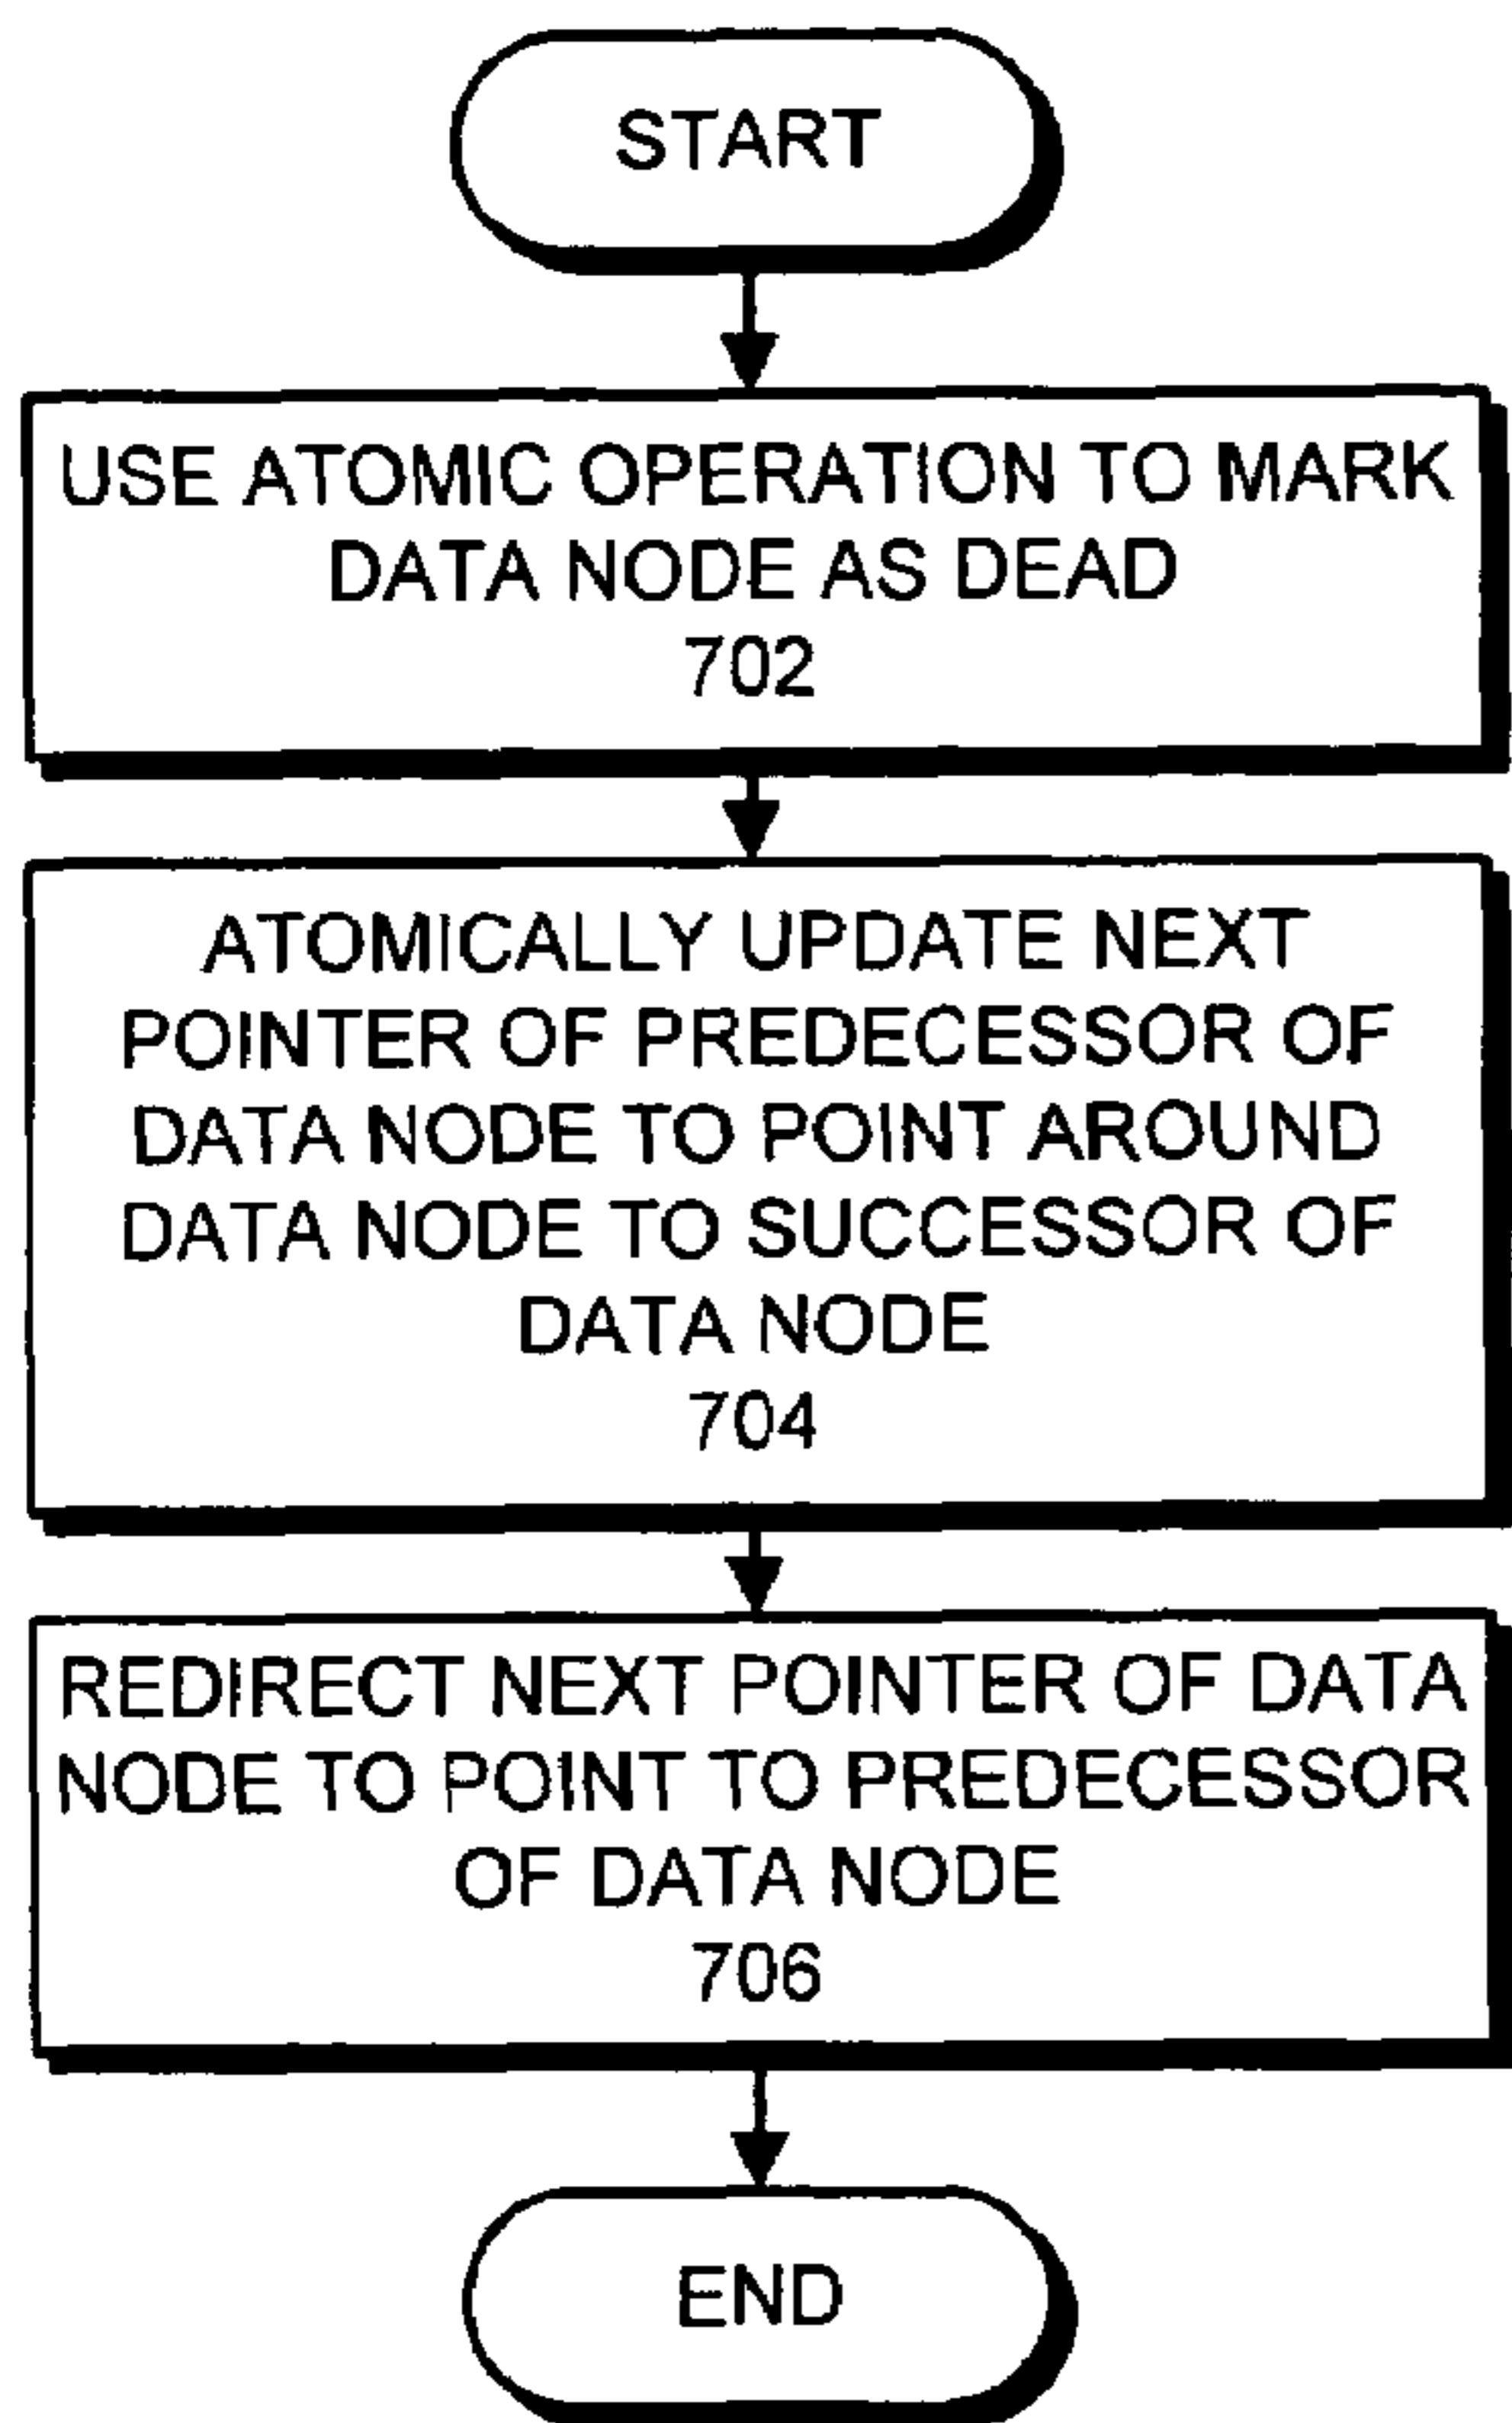 START
USE ATOMIC OPERATION TO MARK
DATA NODE AS DEAD
702
ATOMICALLY UPDATE NEXT
POINTER OF PREDECESSOR OF
DATA NODE TO POINT AROUND
DATA NODE TO SUCCESSOR OF
DATA NODE
704
REDIRECT NEXT POINTER OF DATA
NODE TO POINT TO PREDECESSOR
OF DATA NODE
706
END